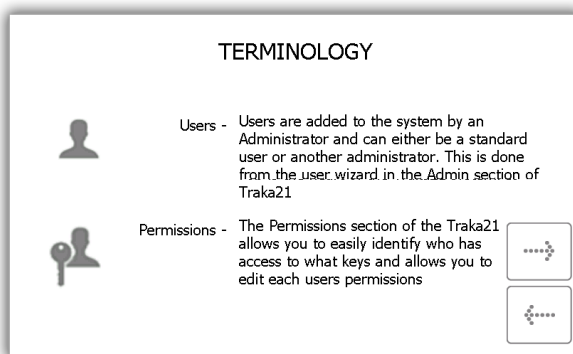 TERMINOLOGY
Users - Users are added to the system by an
Administrator and can either be a standard
user or another administrator. This is done
from the user wizard in the Admin section of
Traka21
Permissions - The Permissions section of the Traka21
allows you to easily identify who has
access to what keys and allows you to
edit each users permissions